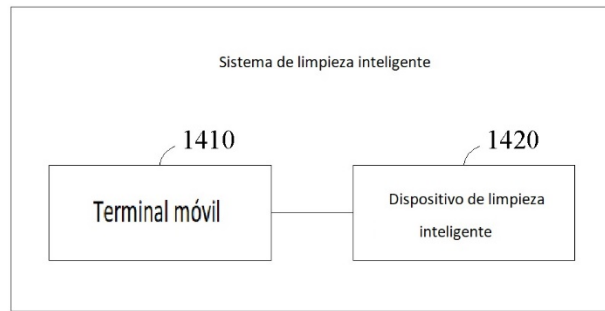 Sistema de limpieza inteligente
1410
1420
Terminal móvil
Dispositivo de limpieza
inteligente